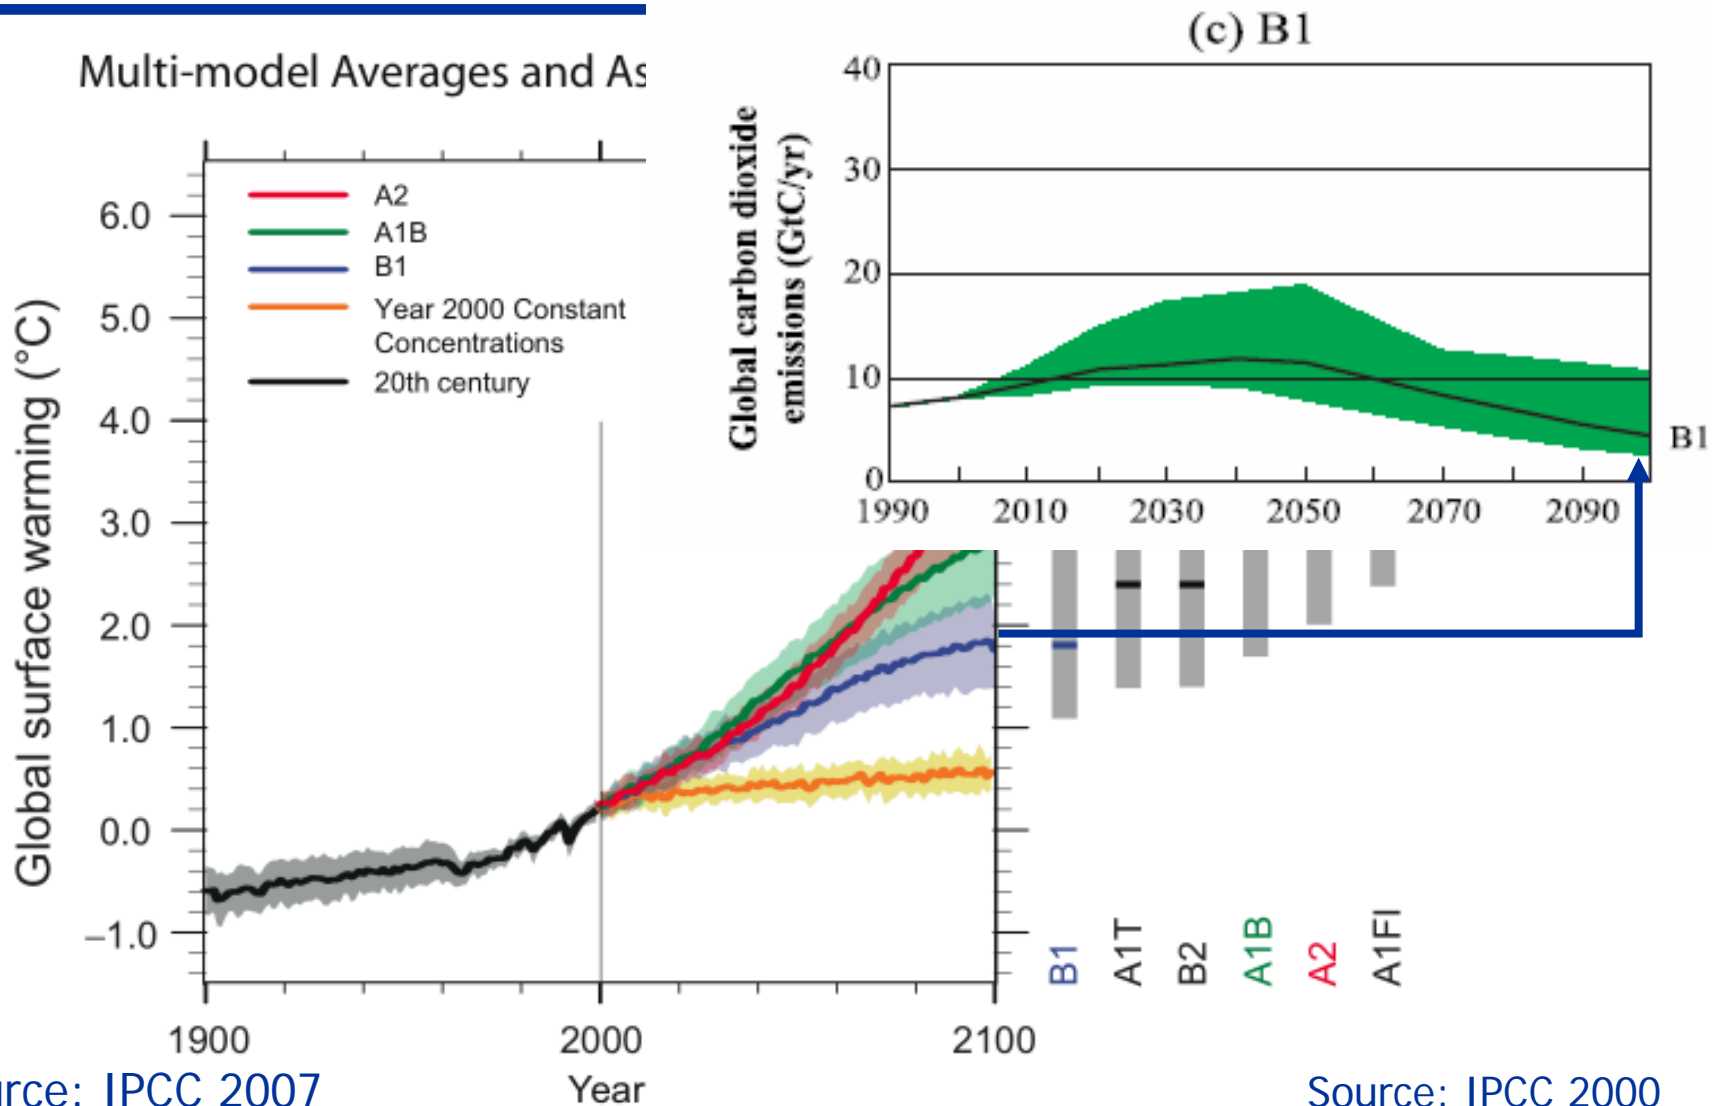 Multi-model Averages and As
6.0
5.0
4.0
3.0
2.0
1.0
0.0
–1.0
Global surface warming (°C)
A2
A1B
B1
Year 2000 Constant
Concentrations
20th century
1900
2000
2100
Year
(c) B1
Global carbon dioxide
emissions (GtC/yr)
40
30
20
10
0
1990
2010
2030
2050
2070
2090
B1
B1
A1T
B2
A1B
A2
A1FI
urce: IPCC 2007
Source: IPCC 2000